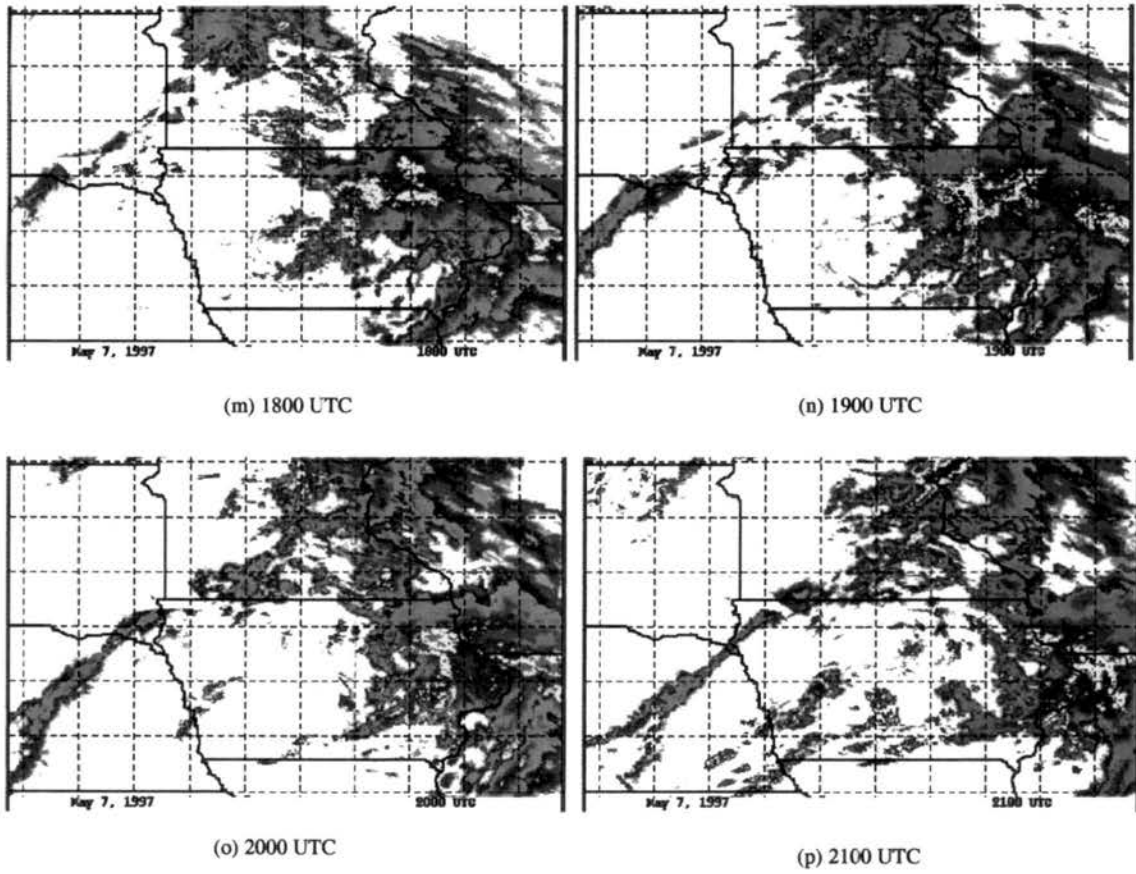 May 7, 1997 1800 UTC
May 7, 1997 1900 UTC
(m) 1800 UTC
(n) 1900 UTC
May 7, 1997 2000 UTC
May 7, 1997 2100 UTC
(o) 2000 UTC
(p) 2100 UTC